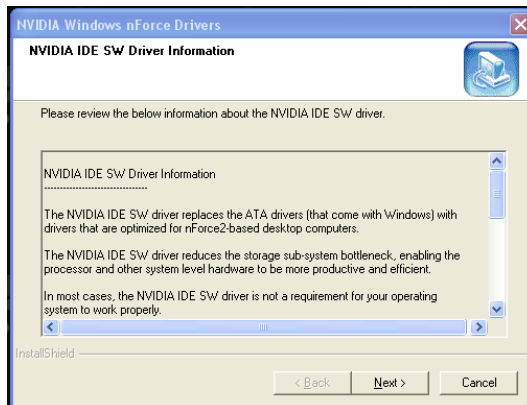 NVIDIA Windows nForce Drivers
NVIDIA IDE SW Driver Information
Please review the below information about the NVIDIA IDE SW driver.
NVIDIA IDE SW Driver Information
--------------------------------
The NVIDIA IDE SW driver replaces the ATA drivers (that come with Windows) with
drivers that are optimized for nForce2-based desktop computers.
The NVIDIA IDE SW driver reduces the storage sub-system bottleneck, enabling the
processor and other system level hardware to be more productive and efficient.
In most cases, the NVIDIA IDE SW driver is not a requirement for your operating
system to work properly.
InstallShield
< Back
Next >
Cancel